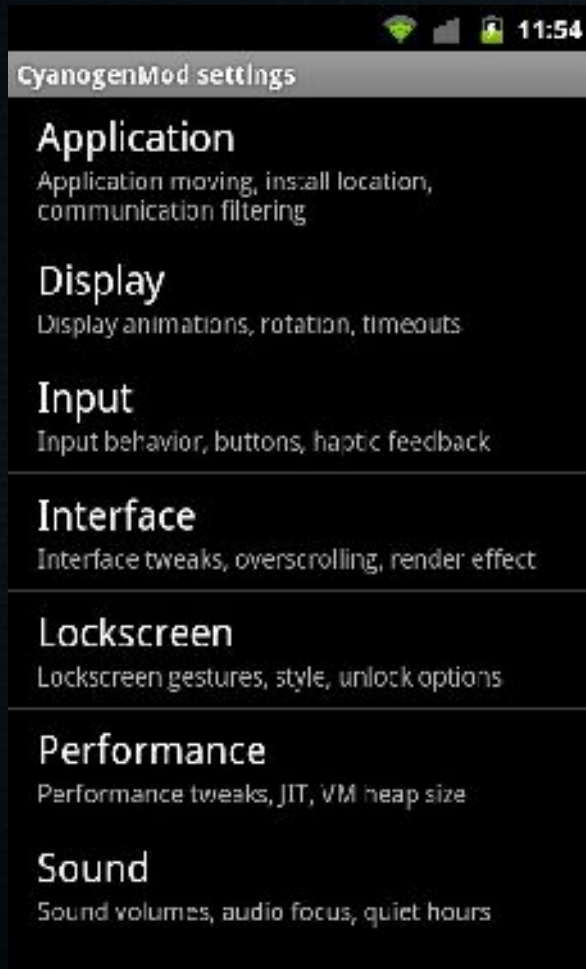 11:54
CyanogenMod settings
Application
Application moving, install location,
communication filtering
Display
Display animations, rotation, timeouts
Input
Input behavior, buttons, haptic feedback
Interface
Interface tweaks, overscrolling, render effect
Lockscreen
Lockscreen gestures, style, unlock options
Performance
Performance tweaks, JIT, VM heap size
Sound
Sound volumes, audio focus, quiet hours